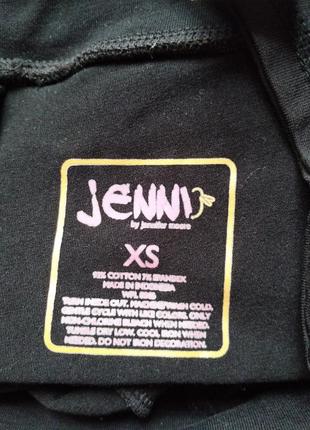 JENNI
by jennifer moore
XS
93% COTTON 7% SPANDEX
MADE IN INDONESIA
WPL 8165
TURN INSIDE OUT. MACHINE WASH COLD.
GENTLE CYCLE WITH LIKE COLORS. ONLY
NON-CHLORINE BLEACH WHEN NEEDED.
TUMBLE DRY LOW. COOL IRON WHEN
NEEDED. DO NOT IRON DECORATION.